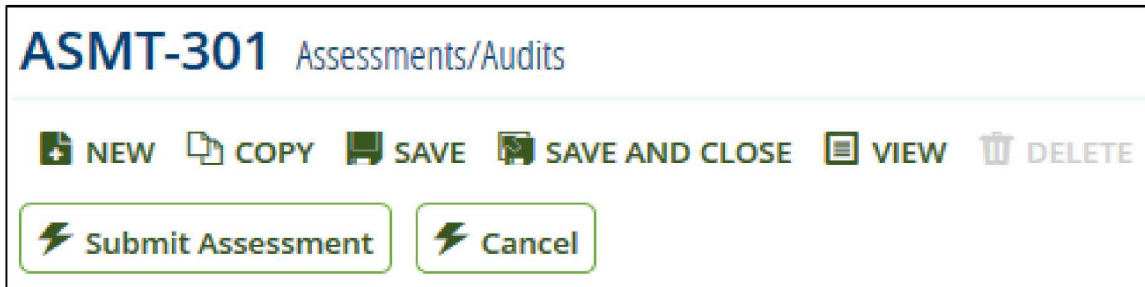 ASMT-301 Assessments/Audits
NEW COPY SAVE SAVE AND CLOSE VIEW DELETE
Submit Assessment Cancel